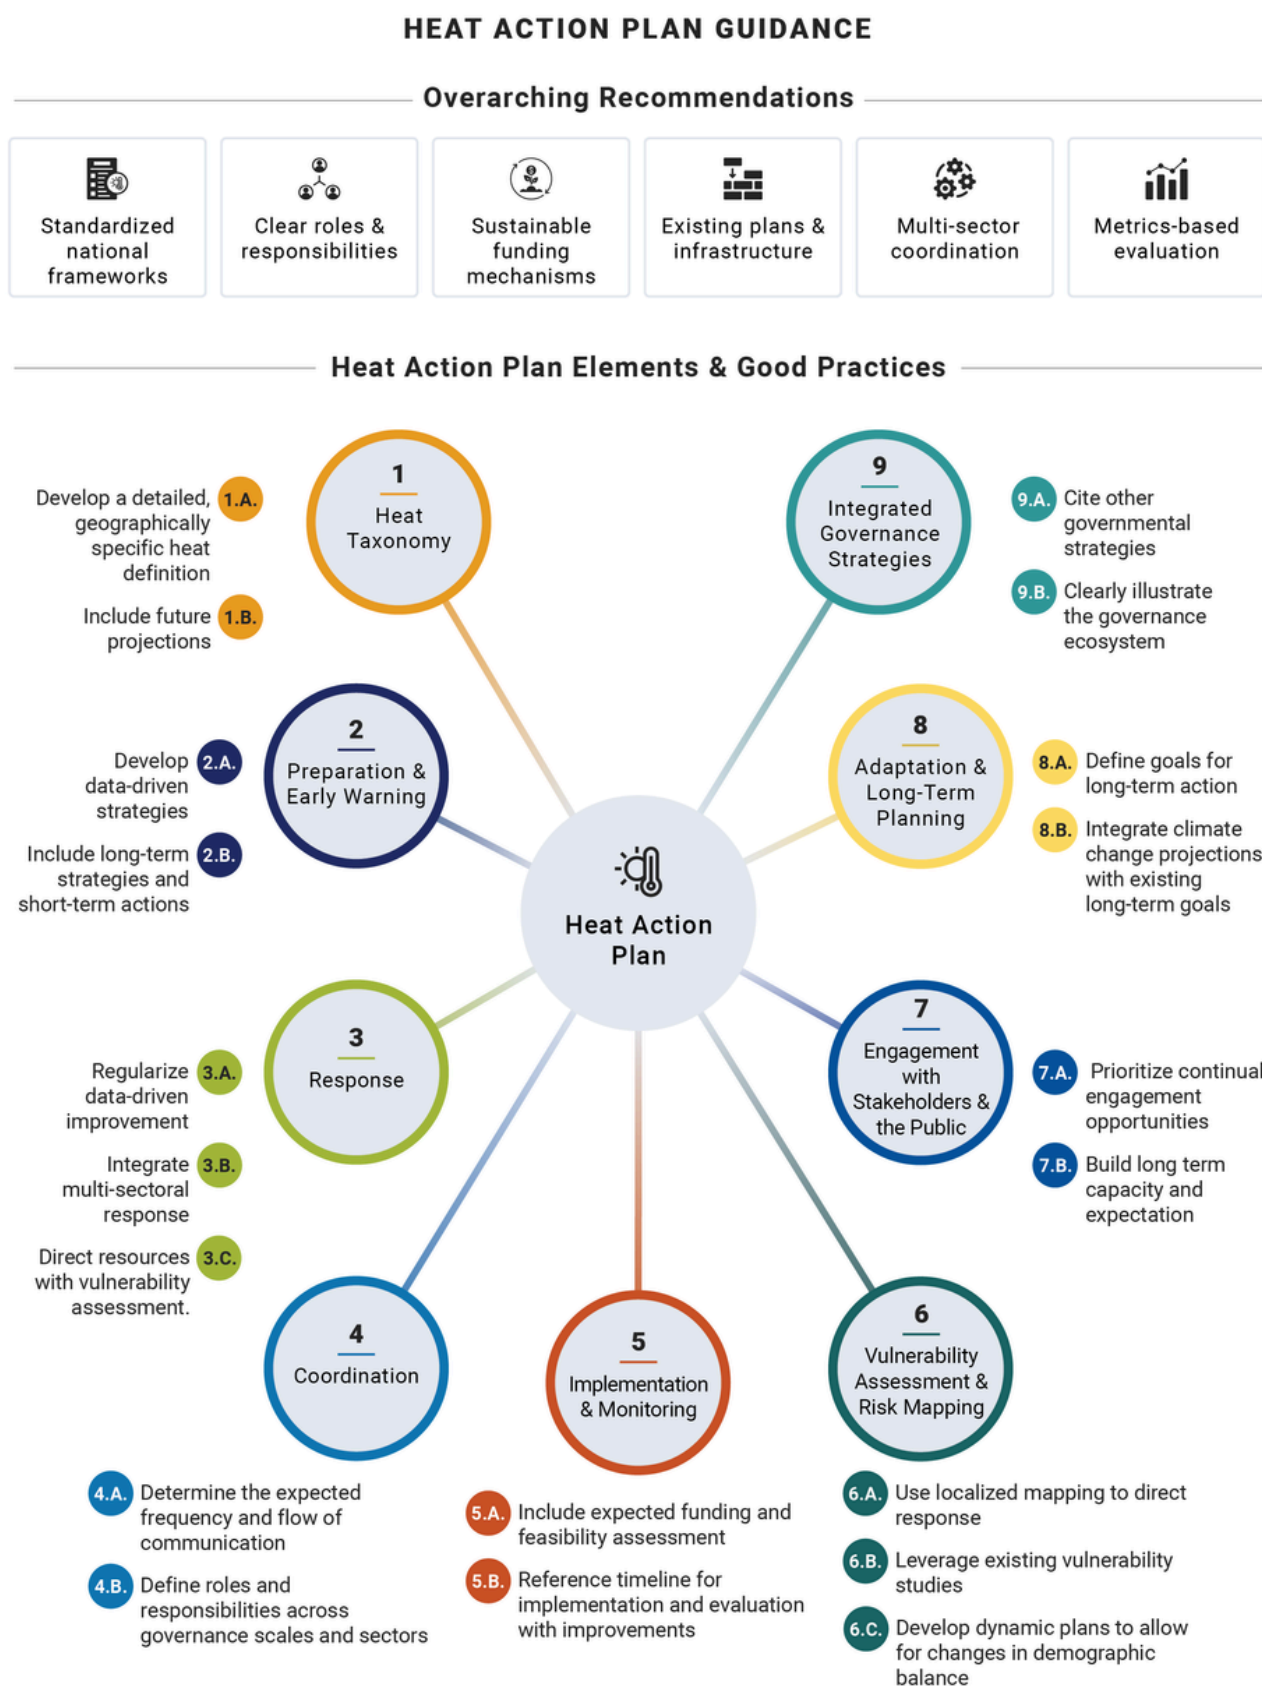 HEAT ACTION PLAN GUIDANCE
Overarching Recommendations
Standardized
national
frameworks
Clear roles &
responsibilities
Sustainable
funding
mechanisms
Existing plans &
infrastructure
Multi-sector
coordination
Metrics-based
evaluation
Heat Action Plan Elements & Good Practices
1
Heat
Taxonomy
1.A.
Develop a detailed,
geographically
specific heat
definition
1.B.
Include future
projections
2
Preparation &
Early Warning
2.A.
Develop
data-driven
strategies
2.B.
Include long-term
strategies and
short-term actions
3
Response
3.A.
Regularize
data-driven
improvement
3.B.
Integrate
multi-sectoral
response
3.C.
Direct resources
with vulnerability
assessment.
Heat Action
Plan
4
Coordination
4.A.
Determine the expected
frequency and flow of
communication
4.B.
Define roles and
responsibilities across
governance scales and sectors
5
Implementation
& Monitoring
5.A.
Include expected funding and
feasibility assessment
5.B.
Reference timeline for
implementation and evaluation
with improvements
6
Vulnerability
Assessment &
Risk Mapping
6.A.
Use localized mapping to direct
response
6.B.
Leverage existing vulnerability
studies
6.C.
Develop dynamic plans to allow
for changes in demographic
balance
7
Engagement
with
Stakeholders &
the Public
7.A.
Prioritize continual
engagement
opportunities
7.B.
Build long term
capacity and
expectation
8
Adaptation &
Long-Term
Planning
8.A.
Define goals for
long-term action
8.B.
Integrate climate
change projections
with existing
long-term goals
9
Integrated
Governance
Strategies
9.A.
Cite other
governmental
strategies
9.B.
Clearly illustrate
the governance
ecosystem